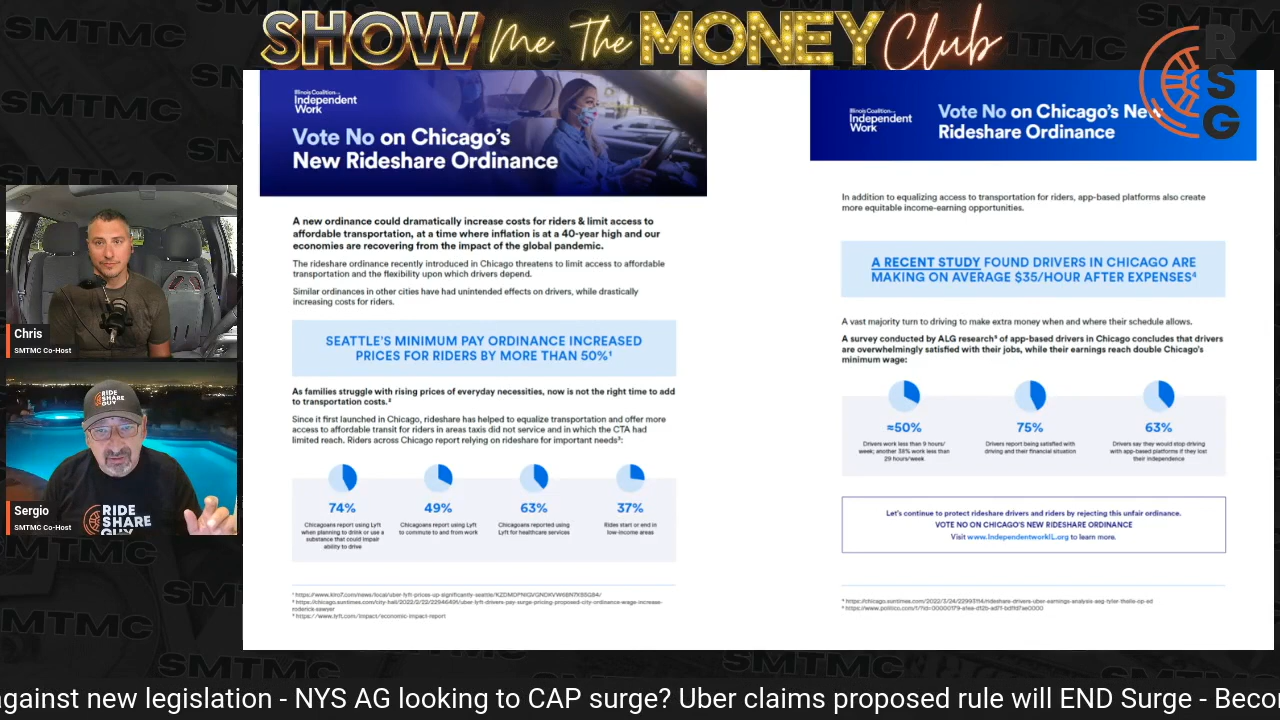 SHOW Me The MONEY Club
RSG
Illinois Coalition for
Independent
Work
Vote No on Chicago's
New Rideshare Ordinance
A new ordinance could dramatically increase costs for riders & limit access to
affordable transportation, at a time where inflation is at a 40-year high and our
economies are recovering from the impact of the global pandemic.
The rideshare ordinance recently introduced in Chicago threatens to limit access to affordable
transportation and the flexibility upon which drivers depend.
Similar ordinances in other cities have had unintended effects on drivers, while drastically
increasing costs for riders.
SEATTLE'S MINIMUM PAY ORDINANCE INCREASED
PRICES FOR RIDERS BY MORE THAN 50%¹
As families struggle with rising prices of everyday necessities, now is not the right time to add
to transportation costs.²
Since it first launched in Chicago, rideshare has helped to equalize transportation and offer more
access to affordable transit for riders in areas taxis did not service and in which the CTA had
limited reach. Riders across Chicago report relying on rideshare for important needs³:
74%
Chicagoans report using Lyft
when planning to drink or use a
substance that could impair
ability to drive
49%
Chicagoans report using Lyft
to commute to and from work
63%
Chicagoans reported using
Lyft for healthcare services
37%
Rides start or end in
low-income areas
³ https://www.lyft.com/impact/economic-impact-report
Independent
Work
Vote No on Chicago's New
Rideshare Ordinance
In addition to equalizing access to transportation for riders, app-based platforms also create
more equitable income-earning opportunities.
A RECENT STUDY FOUND DRIVERS IN CHICAGO ARE
MAKING ON AVERAGE $35/HOUR AFTER EXPENSES⁴
A vast majority turn to driving to make extra money when and where their schedule allows.
A survey conducted by ALG research⁵ of app-based drivers in Chicago concludes that drivers
are overwhelmingly satisfied with their jobs, while their earnings reach double Chicago's
minimum wage:
≈50%
Drivers work less than 9 hours/
week; another 38% work less than
29 hours/week
75%
Drivers report being satisfied with
driving and their financial situation
63%
Drivers say they would stop driving
with app-based platforms if they lost
their independence
Let's continue to protect rideshare drivers and riders by rejecting this unfair ordinance.
VOTE NO ON CHICAGO'S NEW RIDESHARE ORDINANCE
Visit www.IndependentworkIL.org to learn more.
Chris
SMTMC Co-Host
RIDE
SHARE
GUY
RIDE
SHARE
Sergio
SMTMC Co-Host
SMTMC
against new legislation - NYS AG looking to CAP surge? Uber claims proposed rule will END Surge - Beco